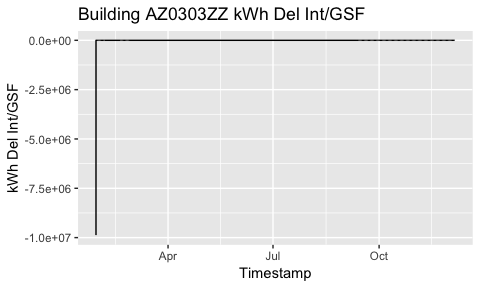 Building AZ0303ZZ kWh Del Int/GSF
0.0e+00
-2.5e+06
-5.0e+06
-7.5e+06
-1.0e+07
kWh Del Int/GSF
Apr
Jul
Oct
Timestamp